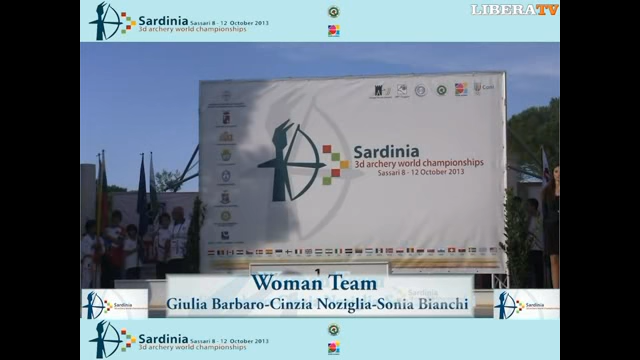 Sardinia
Sassari 8 - 12 October 2013
3d archery world championships
LIBERATV
Sardinia
3d archery world championships
Sassari 8 - 12 October 2013
1
Woman Team
Giulia Barbaro-Cinzia Noziglia-Sonia Bianchi
Sardinia
Sassari 8 - 12 October 2013
3d archery world championships